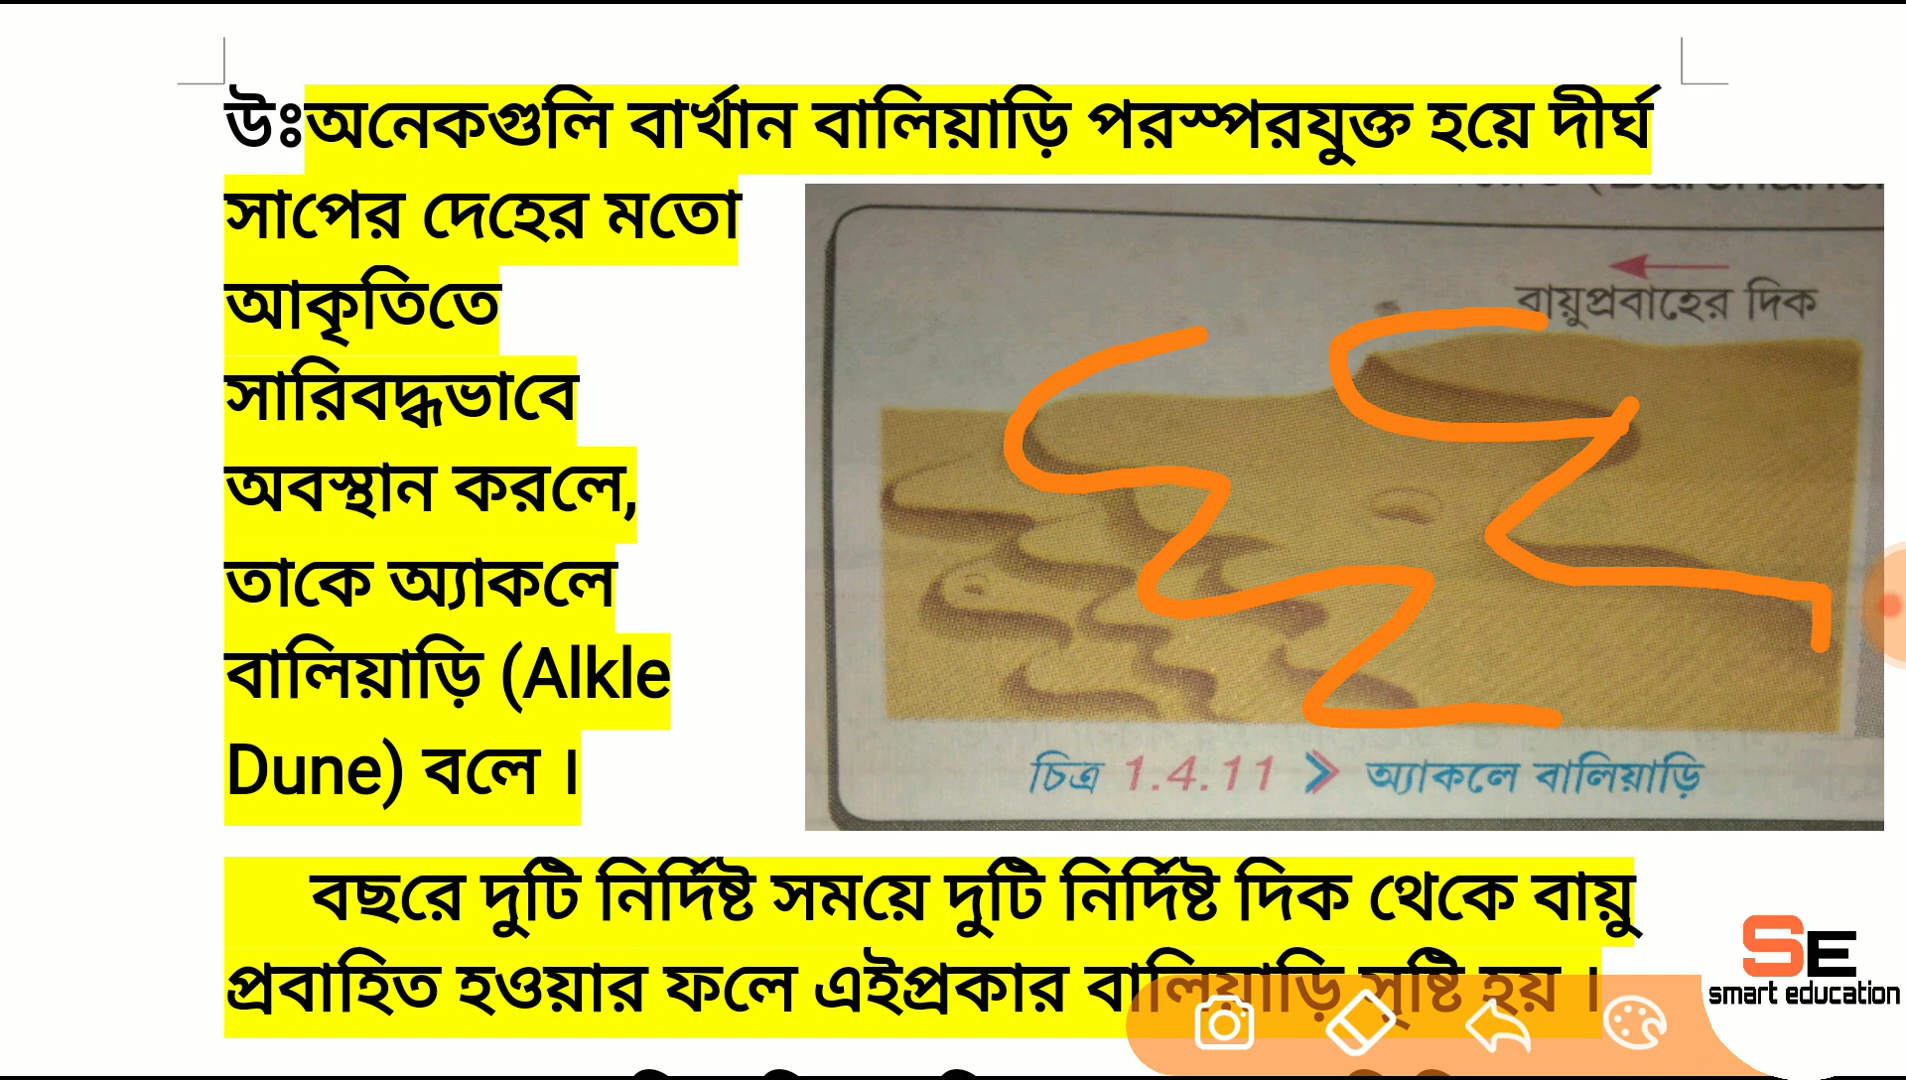 উঃঅনেকগুলি বার্খান বালিয়াড়ি পরস্পরযুক্ত হয়ে দীর্ঘ
সাপের দেহের মতো
আকৃতিতে
সারিবদ্ধভাবে
অবস্থান করলে,
তাকে অ্যাকলে
বালিয়াড়ি (Alkle
Dune) বলে ।
বায়ুপ্রবাহের দিক
চিত্র 1.4.11 অ্যাকলে বালিয়াড়ি
বছরে দুটি নির্দিষ্ট সময়ে দুটি নির্দিষ্ট দিক থেকে বায়ু
প্রবাহিত হওয়ার ফলে এইপ্রকার বালিয়াড়ি সৃষ্টি হয় ।
SE
smart education